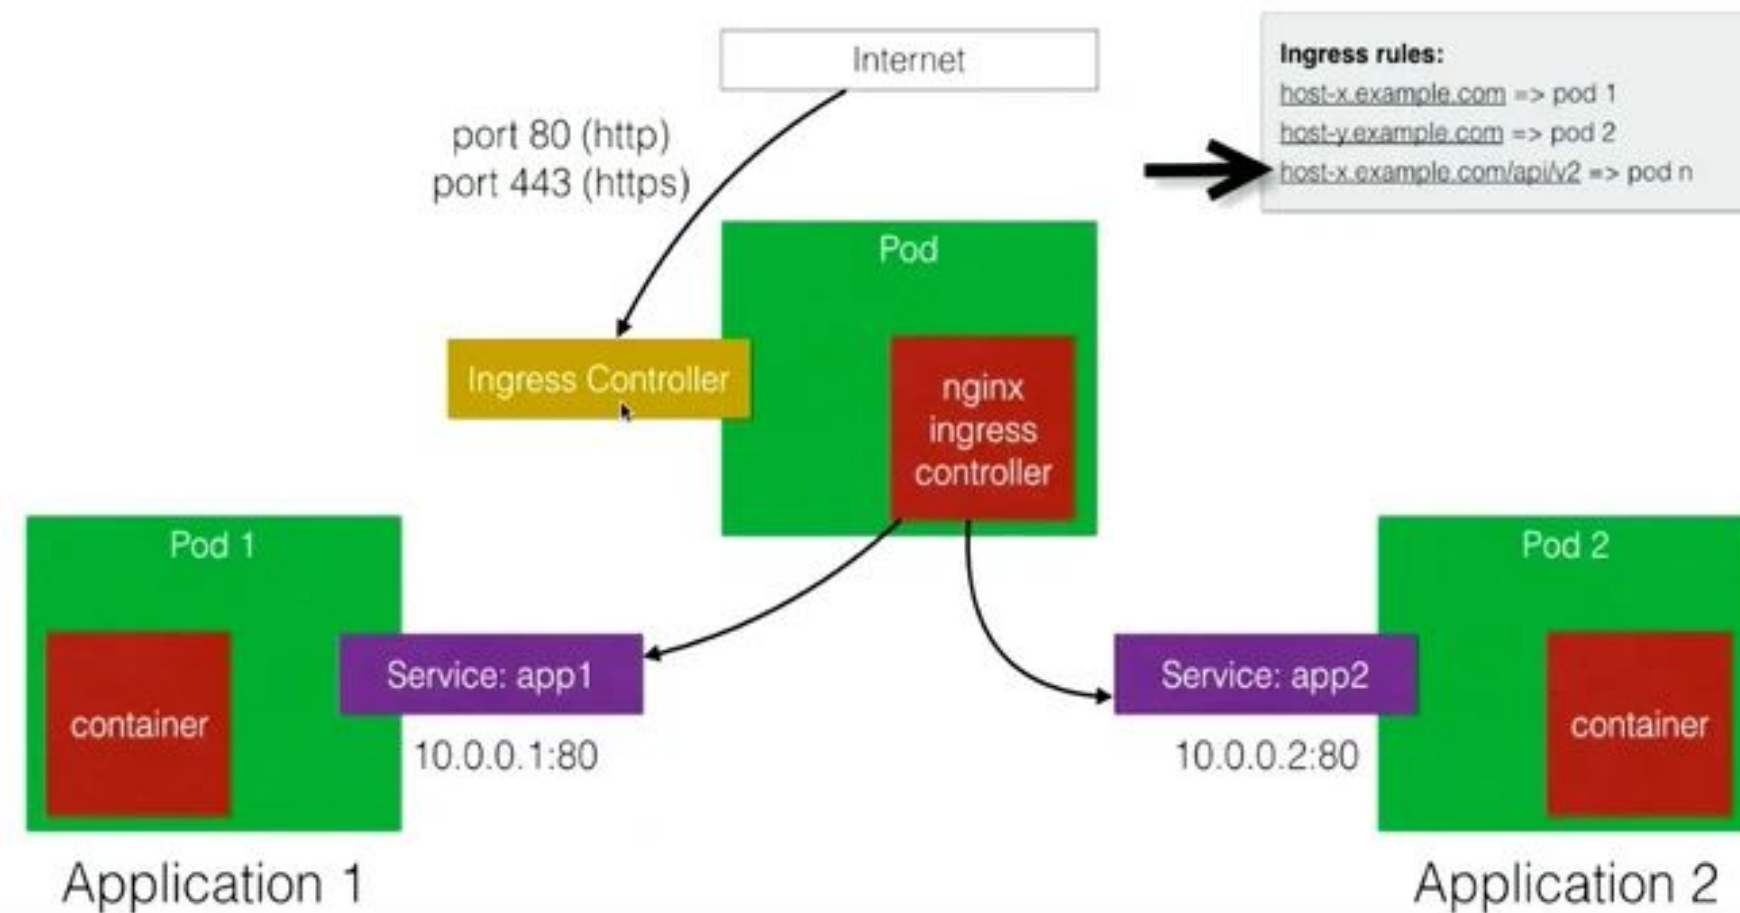 Internet
Ingress rules:
host-x.example.com => pod 1
host-y.example.com => pod 2
host-x.example.com/api/v2 => pod n
port 80 (http)
port 443 (https)
Pod
Ingress Controller
nginx
ingress
controller
Pod 1
container
Service: app1
10.0.0.1:80
Application 1
Pod 2
Service: app2
10.0.0.2:80
container
Application 2